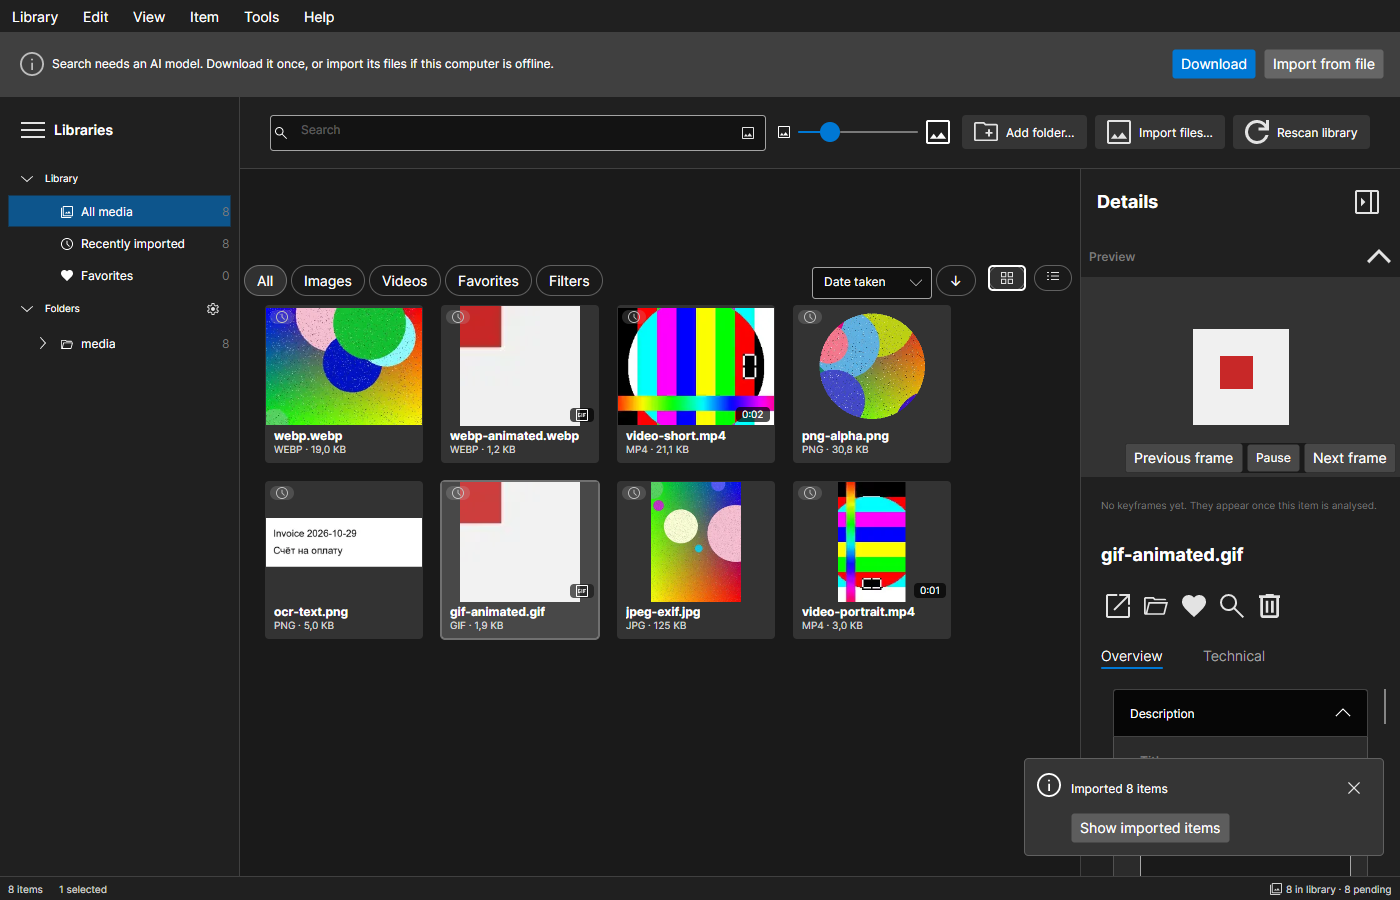 Library Edit View Item Tools Help
Search needs an AI model. Download it once, or import its files if this computer is offline.
Download Import from file
Libraries
Search
Add folder... Import files... Rescan library
Library
All media 8
Recently imported 8
Favorites 0
Folders
media 8
All Images Videos Favorites Filters
Date taken
webp.webp
WEBP · 19,0 KB
GIF
webp-animated.webp
WEBP · 1,2 KB
0:02
video-short.mp4
MP4 · 21,1 KB
png-alpha.png
PNG · 30,8 KB
Invoice 2026-10-29
Счёт на оплату
ocr-text.png
PNG · 5,0 KB
GIF
gif-animated.gif
GIF · 1,9 KB
jpeg-exif.jpg
JPG · 125 KB
0:01
video-portrait.mp4
MP4 · 3,0 KB
Details
Preview
Previous frame Pause Next frame
No keyframes yet. They appear once this item is analysed.
gif-animated.gif
Overview Technical
Description
Imported 8 items
Show imported items
8 items 1 selected
8 in library · 8 pending